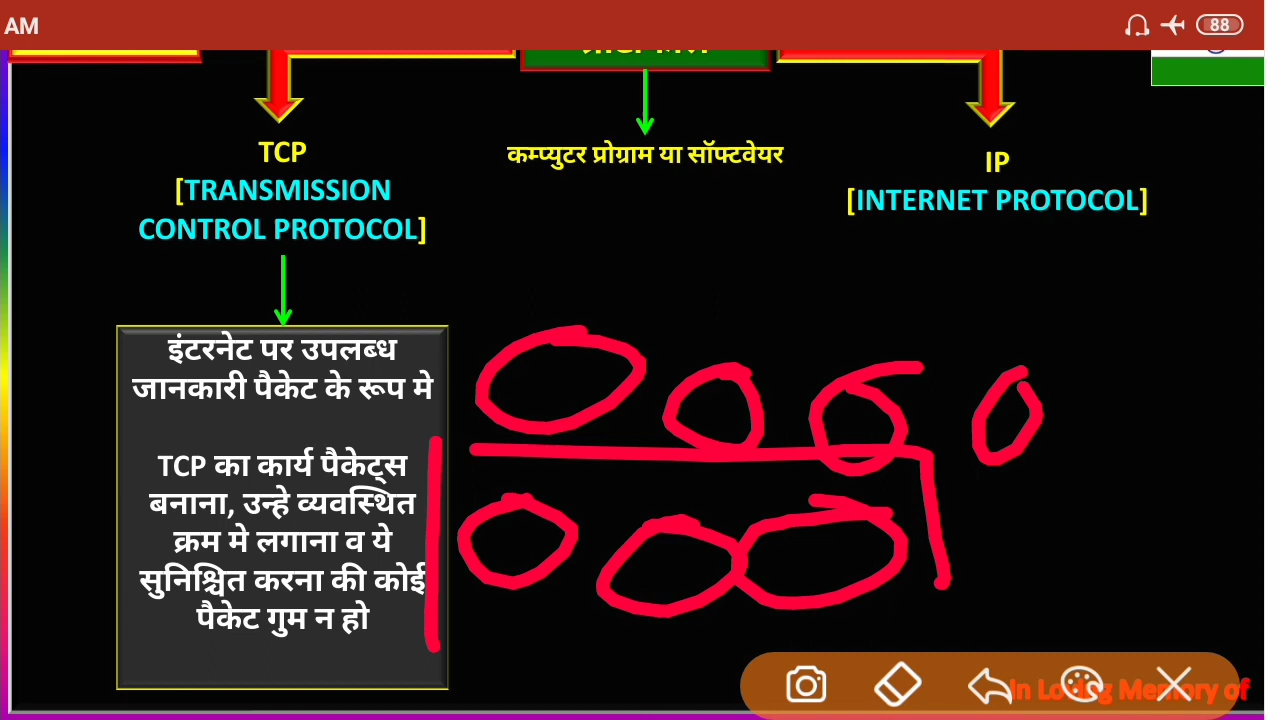 AM
88
कम्प्युटर प्रोग्राम या सॉफ्टवेयर
TCP
[TRANSMISSION
CONTROL PROTOCOL]
IP
[INTERNET PROTOCOL]
इंटरनेट पर उपलब्ध
जानकारी पैकेट के रूप मे
TCP का कार्य पैकेट्स
बनाना, उन्हे व्यवस्थित
क्रम मे लगाना व ये
सुनिश्चित करना की कोई
पैकेट गुम न हो
In Loving Memory of